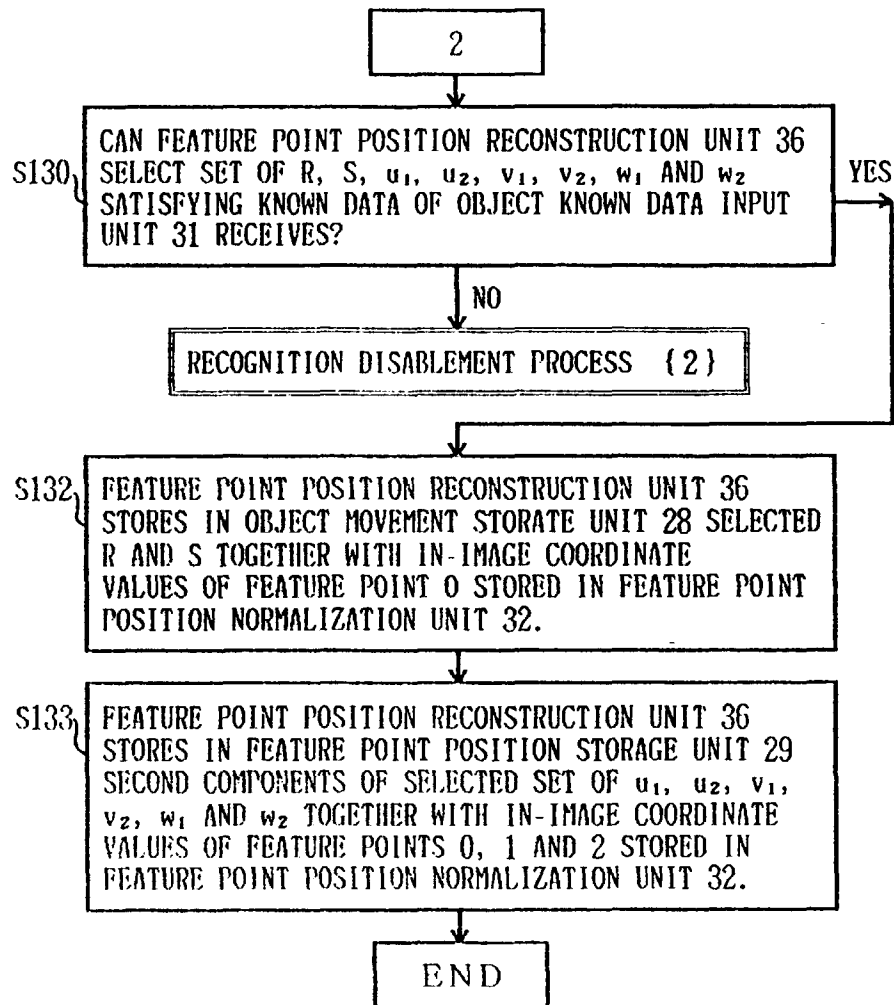 2
S130
CAN FEATURE POINT POSITION RECONSTRUCTION UNIT 36
SELECT SET OF R, S, u₁, u₂, v₁, v₂, w₁ AND w₂
SATISFYING KNOWN DATA OF OBJECT KNOWN DATA INPUT
UNIT 31 RECEIVES?
YES
NO
RECOGNITION DISABLEMENT PROCESS {2}
S132
FEATURE POINT POSITION RECONSTRUCTION UNIT 36
STORES IN OBJECT MOVEMENT STORATE UNIT 28 SELECTED
R AND S TOGETHER WITH IN-IMAGE COORDINATE
VALUES OF FEATURE POINT 0 STORED IN FEATURE POINT
POSITION NORMALIZATION UNIT 32.
S133
FEATURE POINT POSITION RECONSTRUCTION UNIT 36
STORES IN FEATURE POINT POSITION STORAGE UNIT 29
SECOND COMPONENTS OF SELECTED SET OF u₁, u₂, v₁,
v₂, w₁ AND w₂ TOGETHER WITH IN-IMAGE COORDINATE
VALUES OF FEATURE POINTS 0, 1 AND 2 STORED IN
FEATURE POINT POSITION NORMALIZATION UNIT 32.
END